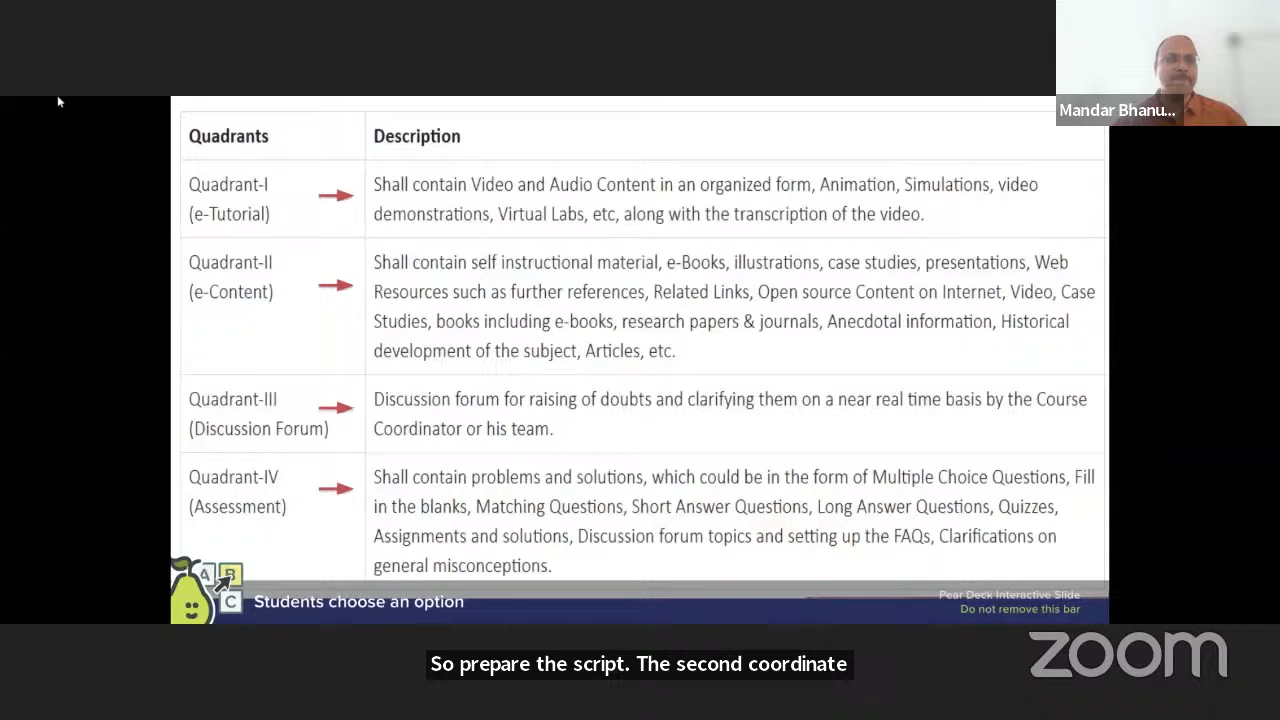 Mandar Bhanu...
Quadrants
Description
Quadrant-I
(e-Tutorial)
Shall contain Video and Audio Content in an organized form, Animation, Simulations, video
demonstrations, Virtual Labs, etc, along with the transcription of the video.
Quadrant-II
(e-Content)
Shall contain self instructional material, e-Books, illustrations, case studies, presentations, Web
Resources such as further references, Related Links, Open source Content on Internet, Video, Case
Studies, books including e-books, research papers & journals, Anecdotal information, Historical
development of the subject, Articles, etc.
Quadrant-III
(Discussion Forum)
Discussion forum for raising of doubts and clarifying them on a near real time basis by the Course
Coordinator or his team.
Quadrant-IV
(Assessment)
Shall contain problems and solutions, which could be in the form of Multiple Choice Questions, Fill
in the blanks, Matching Questions, Short Answer Questions, Long Answer Questions, Quizzes,
Assignments and solutions, Discussion forum topics and setting up the FAQs, Clarifications on
general misconceptions.
A B
C
Students choose an option
Pear Deck Interactive Slide
Do not remove this bar
So prepare the script. The second coordinate
zoom